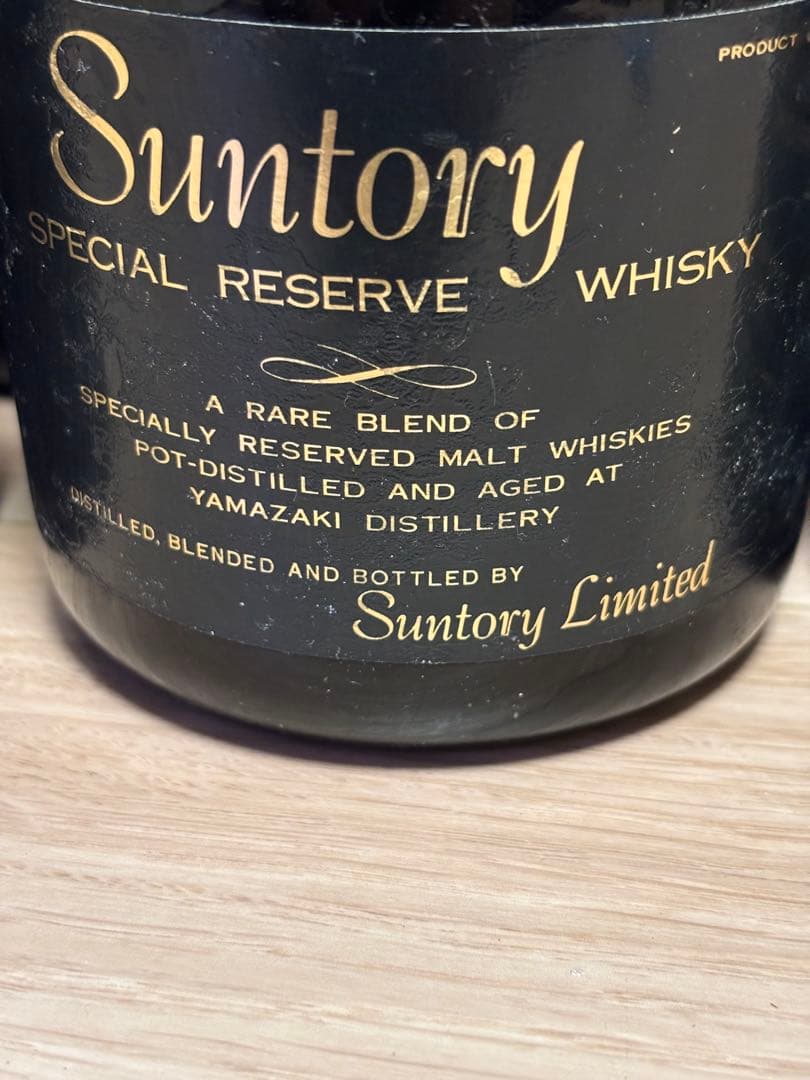 PRODUCT
Suntory
SPECIAL RESERVE WHISKY
A RARE BLEND OF
SPECIALLY RESERVED MALT WHISKIES
POT-DISTILLED AND AGED AT
YAMAZAKI DISTILLERY
DISTILLED, BLENDED AND BOTTLED BY
Suntory Limited